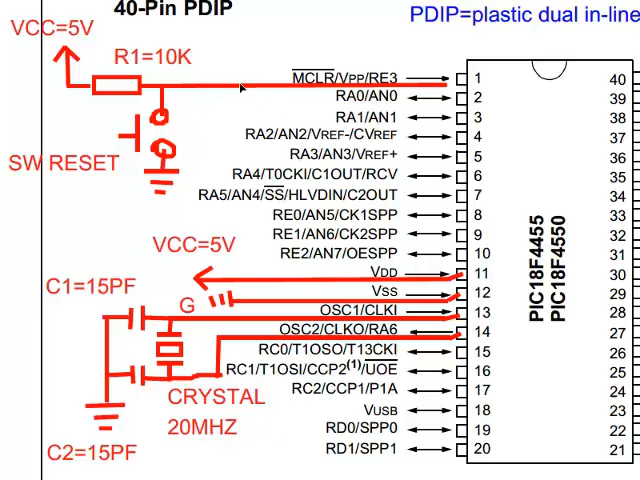 40-Pin PDIP
PDIP=plastic dual in-line
VCC=5V
R1=10K
MCLR/VPP/RE3
RA0/AN0
RA1/AN1
RA2/AN2/VREF-/CVREF
RA3/AN3/VREF+
RA4/T0CKI/C1OUT/RCV
RA5/AN4/SS/HLVDIN/C2OUT
RE0/AN5/CK1SPP
RE1/AN6/CK2SPP
RE2/AN7/OESPP
VDD
VSS
OSC1/CLKI
OSC2/CLKO/RA6
RC0/T1OSO/T13CKI
RC1/T1OSI/CCP2(1)/UOE
RC2/CCP1/P1A
VUSB
RD0/SPP0
RD1/SPP1
SW RESET
VCC=5V
C1=15PF
G
CRYSTAL
20MHZ
C2=15PF
1
2
3
4
5
6
7
8
9
10
11
12
13
14
15
16
17
18
19
20
PIC18F4455
PIC18F4550
40
39
38
37
36
35
34
33
32
31
30
29
28
27
26
25
24
23
22
21